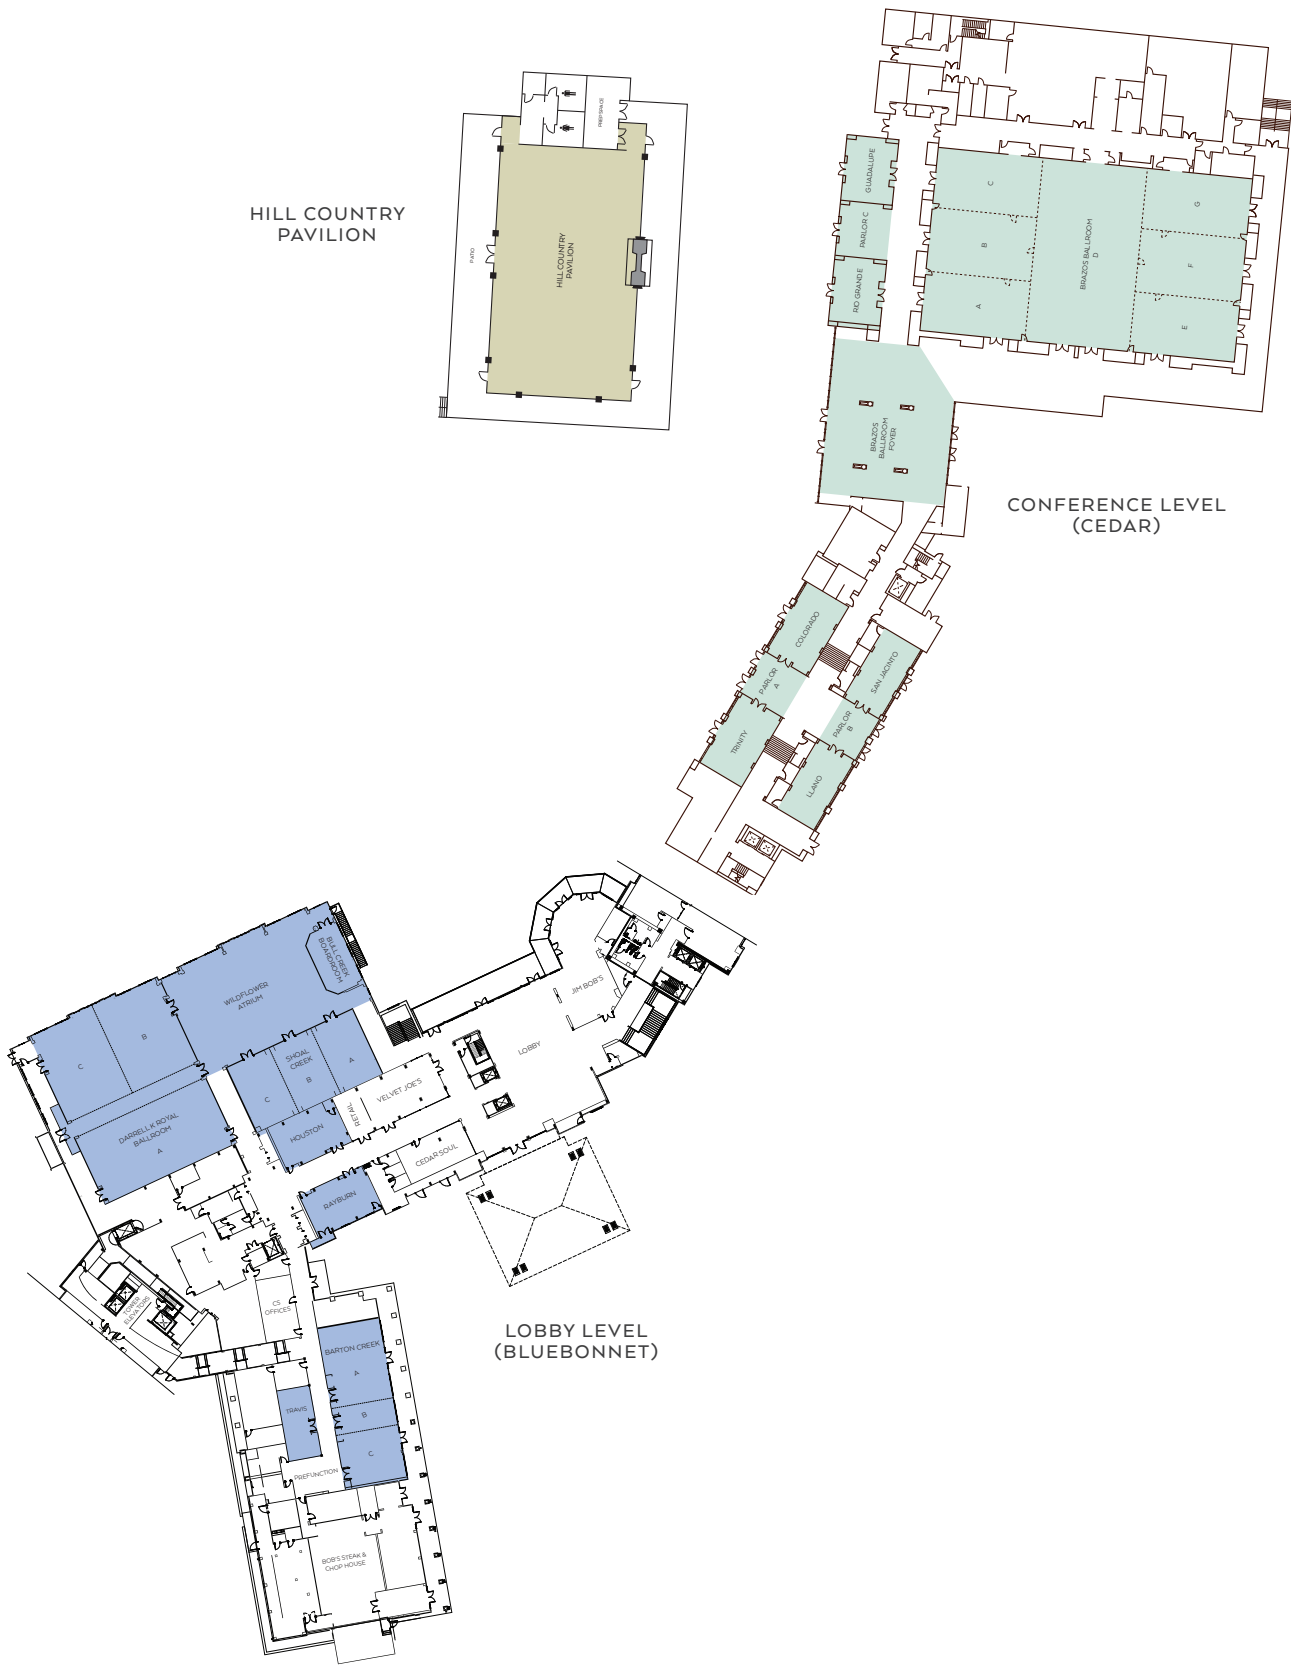 HILL COUNTRY
PAVILION
PREP SPACE
PATIO
HILL COUNTRY
PAVILION
GUADALUPE
PARLOR C
RIO GRANDE
C
B
A
BRAZOS BALLROOM
D
G
F
E
BRAZOS
BALLROOM
FOYER
CONFERENCE LEVEL
(CEDAR)
COLORADO
PARLOR
A
TRINITY
SAN JACINTO
PARLOR
B
LLANO
BULL CREEK
BOARDROOM
WILDFLOWER
ATRIUM
B
C
DARRELL K ROYAL
BALLROOM
A
SHOAL
CREEK
A
B
C
HOUSTON
RETAIL
VELVET JOE'S
JIM BOB'S
LOBBY
CEDAR SOUL
RAYBURN
TOWER
ELEVATORS
CS
OFFICES
LOBBY LEVEL
(BLUEBONNET)
BARTON CREEK
A
B
C
TRAVIS
PREFUNCTION
BOB'S STEAK &
CHOP HOUSE